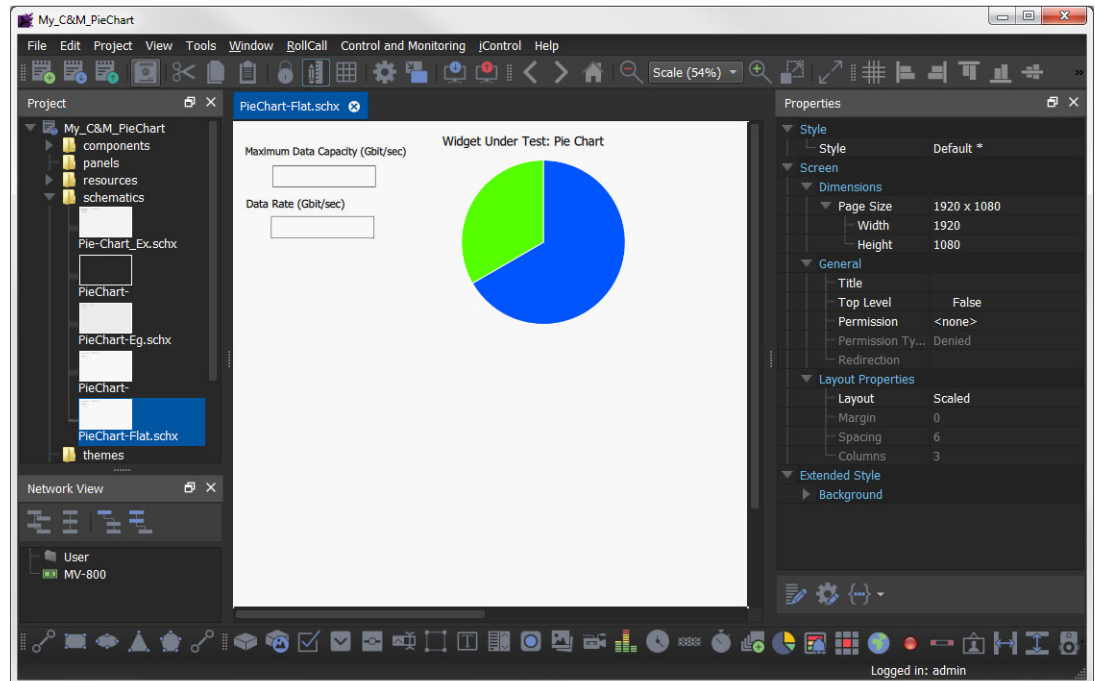 My_C&M_PieChart
File Edit Project View Tools Window RollCall Control and Monitoring iControl Help
Scale (54%)
Project
My_C&M_PieChart
components
panels
resources
schematics
Pie-Chart_Ex.schx
PieChart-
PieChart-Eg.schx
PieChart-
PieChart-Flat.schx
themes
Network View
User
MV-800
PieChart-Flat.schx
Widget Under Test: Pie Chart
Maximum Data Capacity (Gbit/sec)
Data Rate (Gbit/sec)
Properties
Style
Style Default *
Screen
Dimensions
Page Size 1920 x 1080
Width 1920
Height 1080
General
Title
Top Level False
Permission <none>
Permission Ty... Denied
Redirection
Layout Properties
Layout Scaled
Margin 0
Spacing 6
Columns 3
Extended Style
Background
Logged in: admin